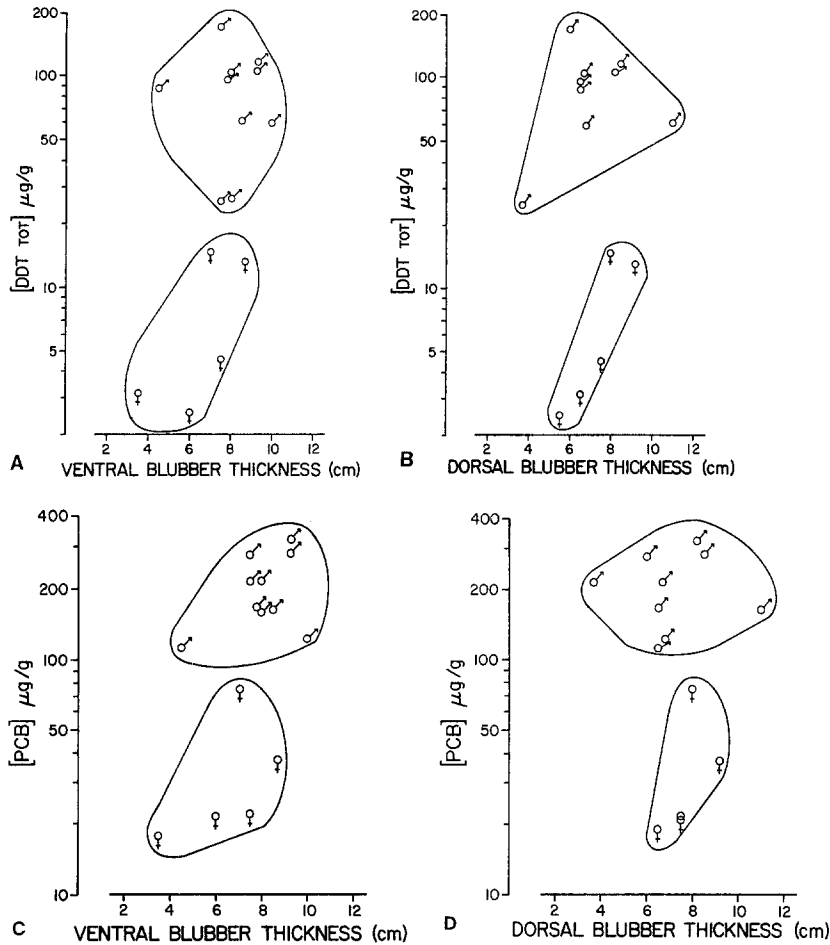 200
100
50
10
5
[DDT TOT] µg/g
2 4 6 8 10 12
A VENTRAL BLUBBER THICKNESS (cm)
200
100
50
10
5
[DDT TOT] µg/g
2 4 6 8 10 12
B DORSAL BLUBBER THICKNESS (cm)
400
200
100
50
10
[PCB] µg/g
2 4 6 8 10 12
C VENTRAL BLUBBER THICKNESS (cm)
400
200
100
50
10
[PCB] µg/g
2 4 6 8 10 12
D DORSAL BLUBBER THICKNESS (cm)